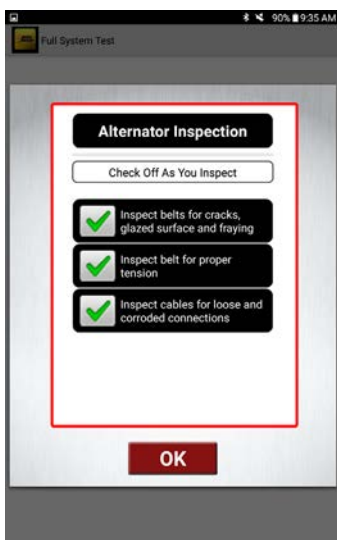 90% 9:35 AM
Full System Test
Alternator Inspection
Check Off As You Inspect
Inspect belts for cracks,
glazed surface and fraying
Inspect belt for proper
tension
Inspect cables for loose and
corroded connections
OK